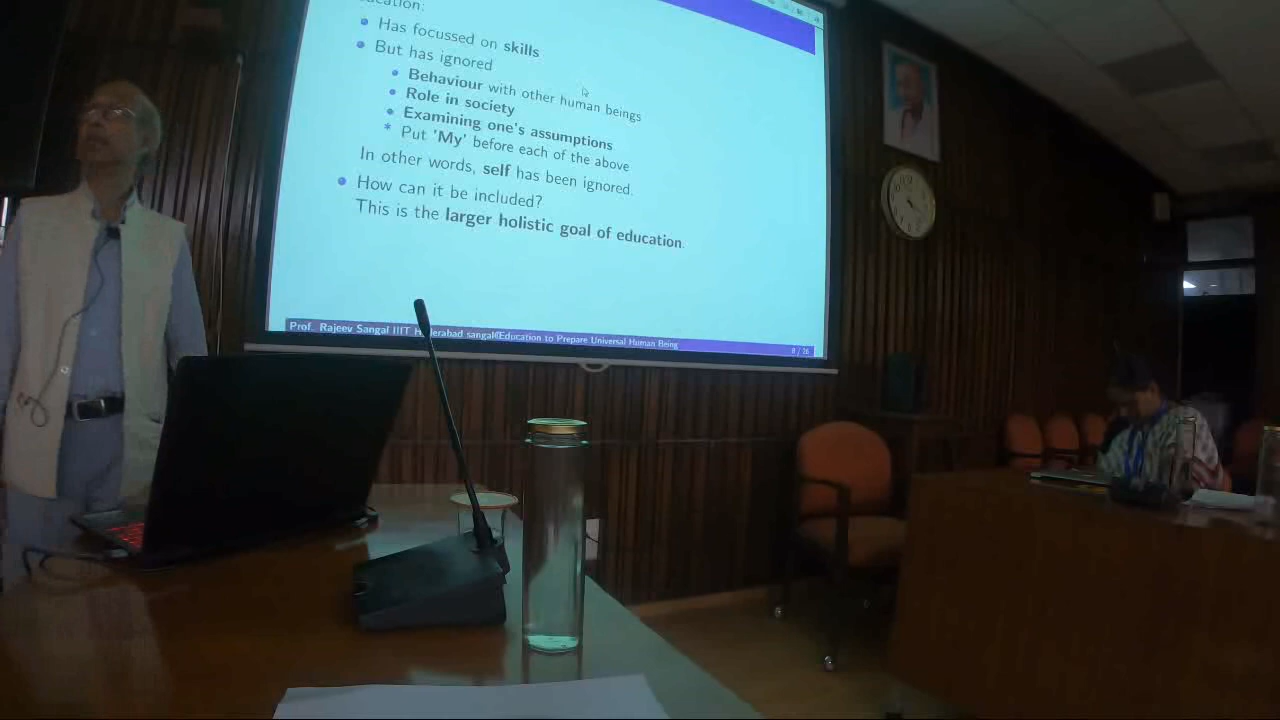 Has focussed on skills
But has ignored
Behaviour with other human beings
Role in society
Examining one's assumptions
* Put 'My' before each of the above
In other words, self has been ignored.
How can it be included?
This is the larger holistic goal of education.
Prof. Rajeev Sangal IIIT Education to Prepare Universal Human Being 8 / 26